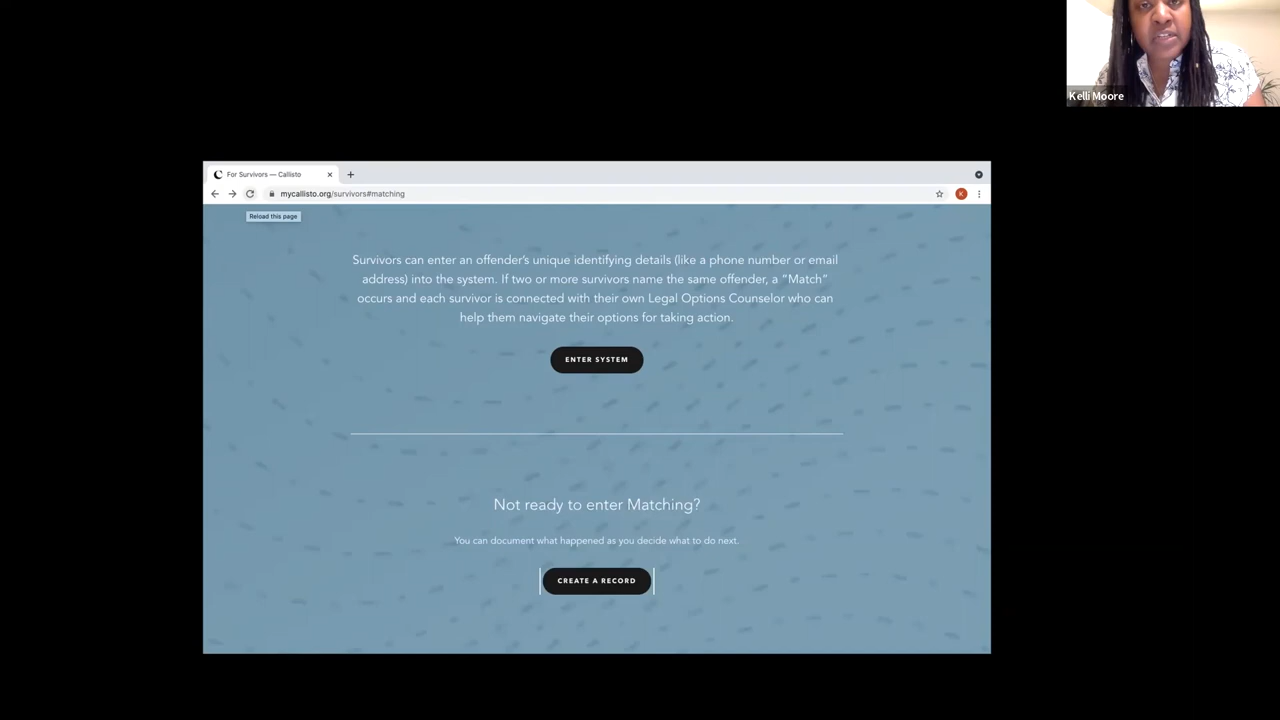 Kelli Moore
For Survivors — Callisto
mycallisto.org/survivors#matching
K
Reload this page
Survivors can enter an offender's unique identifying details (like a phone number or email
address) into the system. If two or more survivors name the same offender, a "Match"
occurs and each survivor is connected with their own Legal Options Counselor who can
help them navigate their options for taking action.
ENTER SYSTEM
Not ready to enter Matching?
You can document what happened as you decide what to do next.
CREATE A RECORD